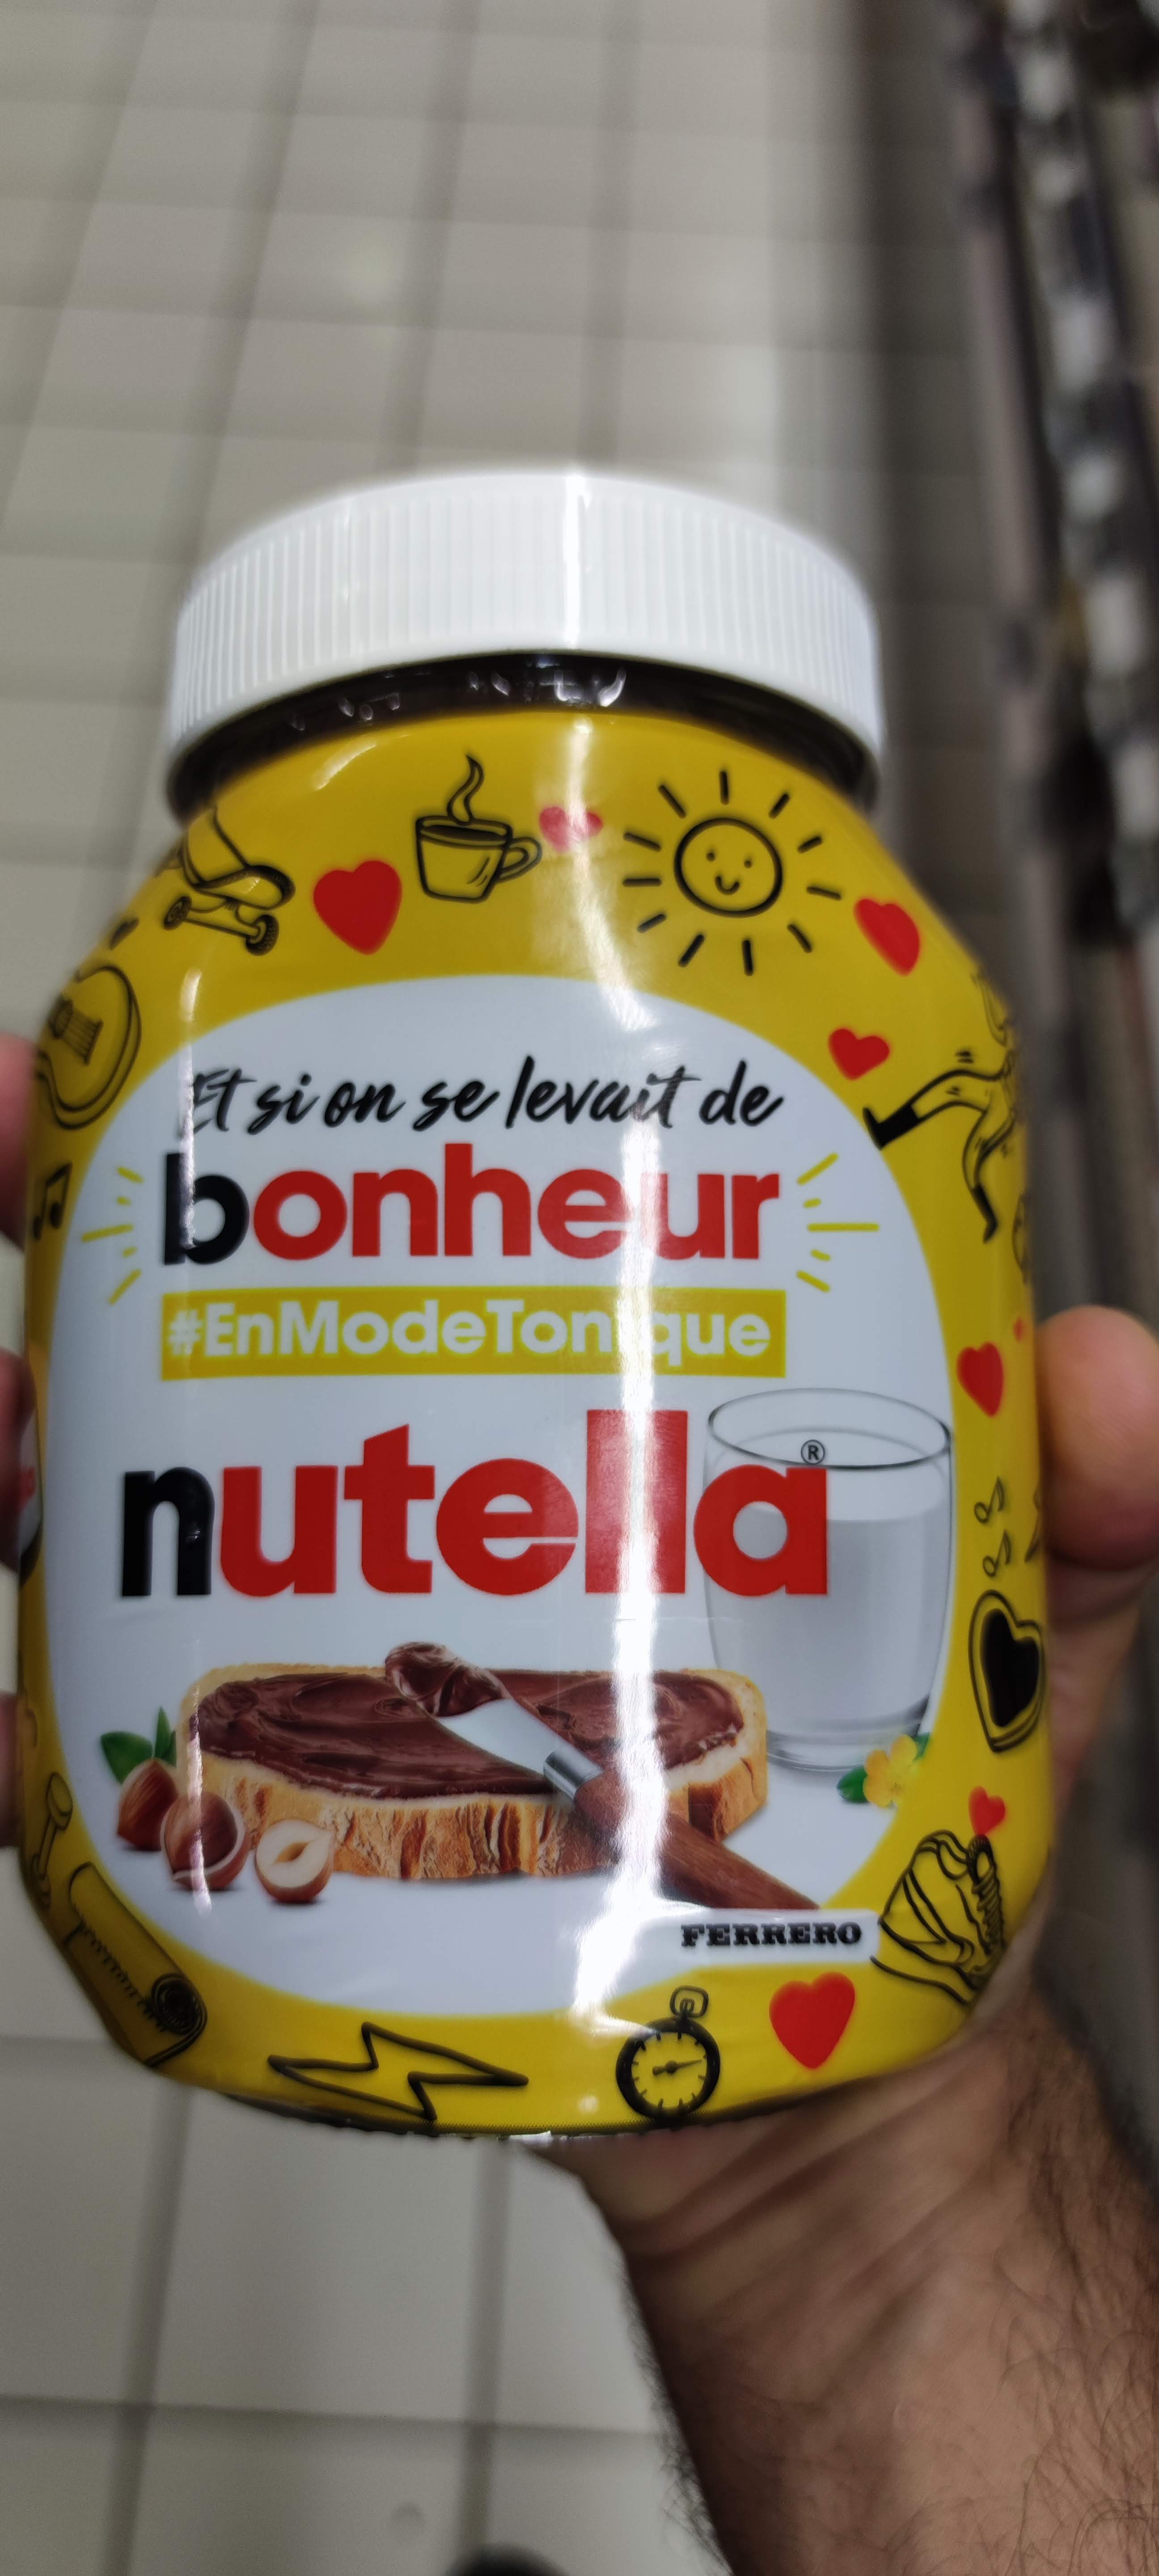 Et si on se levait de
bonheur
#EnModeTonique
nutella®
FERRERO